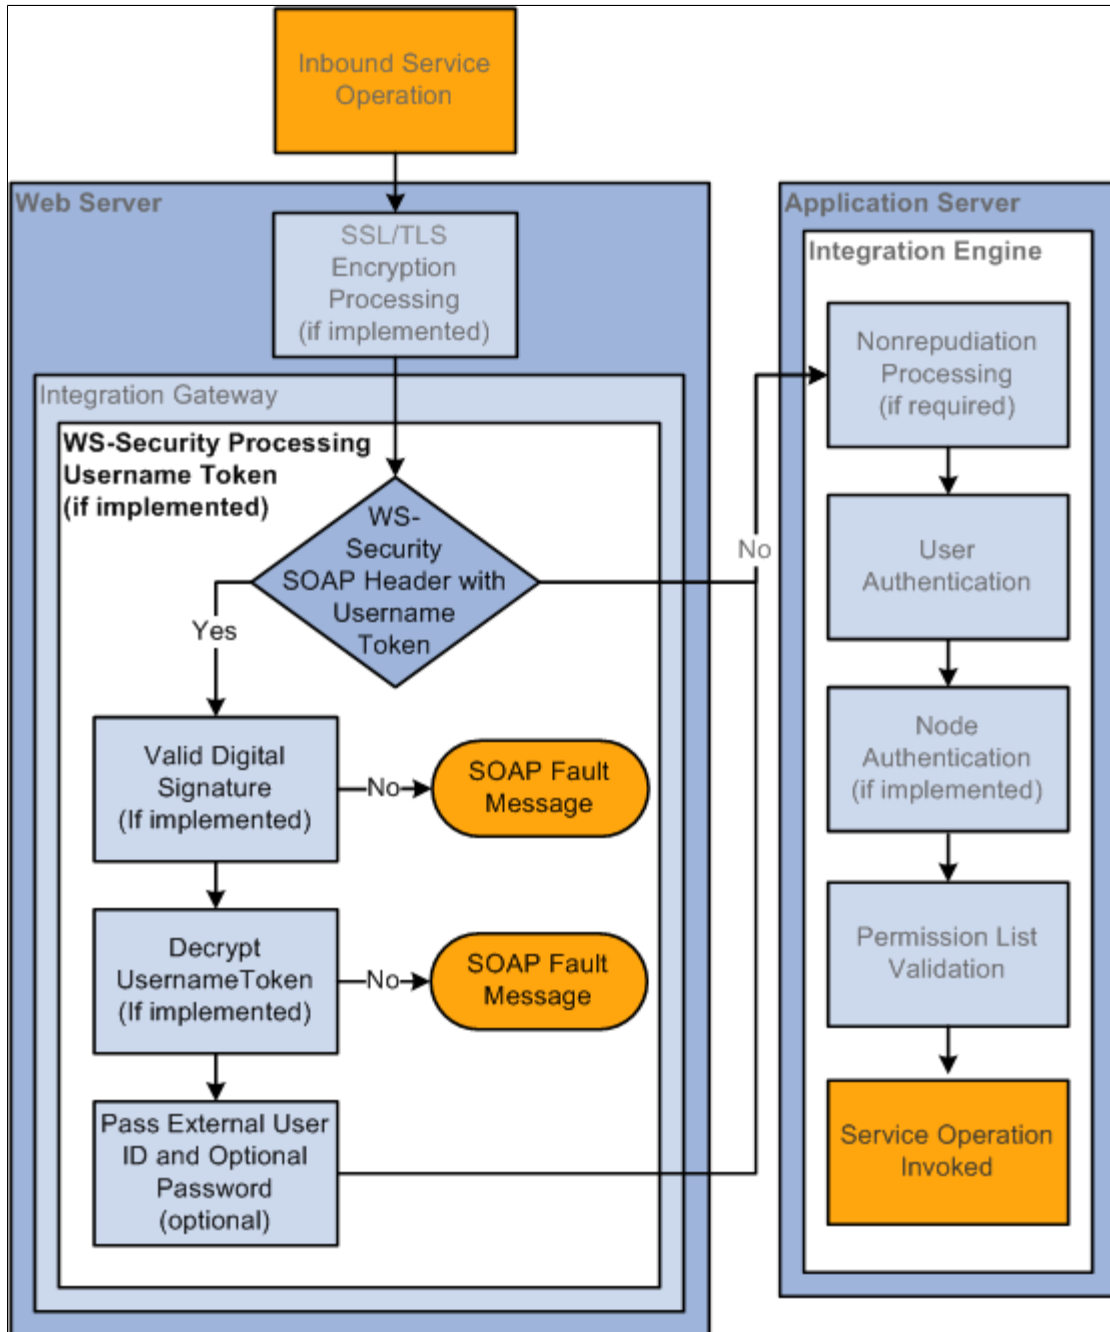 Inbound Service
Operation
Web Server
SSL/TLS
Encryption
Processing
(if implemented)
Integration Gateway
WS-Security Processing
Username Token
(if implemented)
WS-
Security
SOAP Header with
Username
Token
Yes
No
Valid Digital
Signature
(If implemented)
No
SOAP Fault
Message
Decrypt
UsernameToken
(If implemented)
No
SOAP Fault
Message
Pass External User
ID and Optional
Password
(optional)
Application Server
Integration Engine
Nonrepudiation
Processing
(if required)
User
Authentication
Node
Authentication
(if implemented)
Permission List
Validation
Service Operation
Invoked